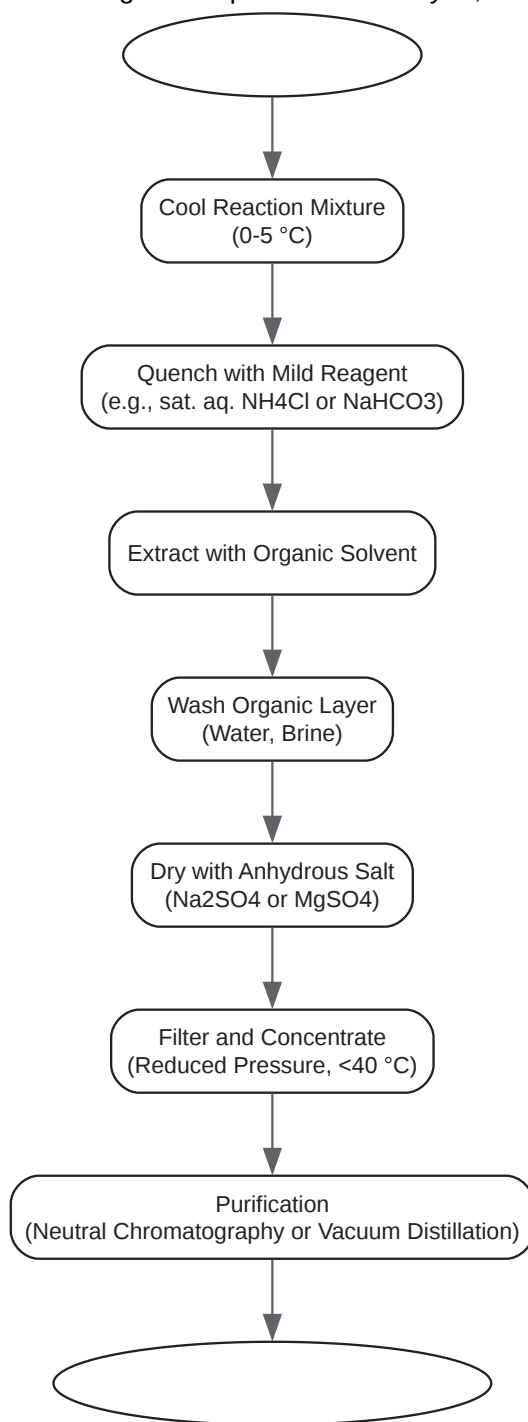 Cool Reaction Mixture
(0-5 °C)
Quench with Mild Reagent
(e.g., sat. aq. NH4Cl or NaHCO3)
Extract with Organic Solvent
Wash Organic Layer
(Water, Brine)
Dry with Anhydrous Salt
(Na2SO4 or MgSO4)
Filter and Concentrate
(Reduced Pressure, <40 °C)
Purification
(Neutral Chromatography or Vacuum Distillation)